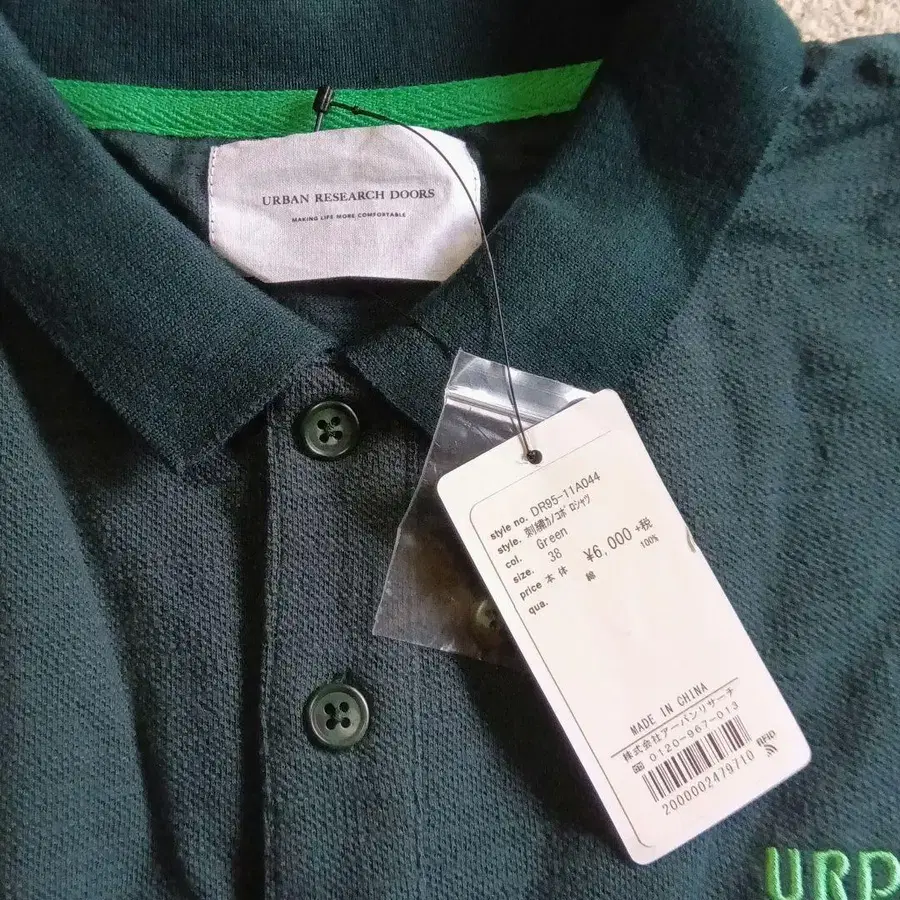 URBAN RESEARCH DOORS
MAKING LIFE MORE COMFORTABLE
style no. DR95-11A044
style. 刺繍ｶﾉｺﾎﾟﾛｼｬﾂ
col. Green
size. 38
price 本体 ¥6,000 +税
qua. 綿 100%
MADE IN CHINA
株式会社アーバンリサーチ
0120-967-013
RFID
2000002479710
URD